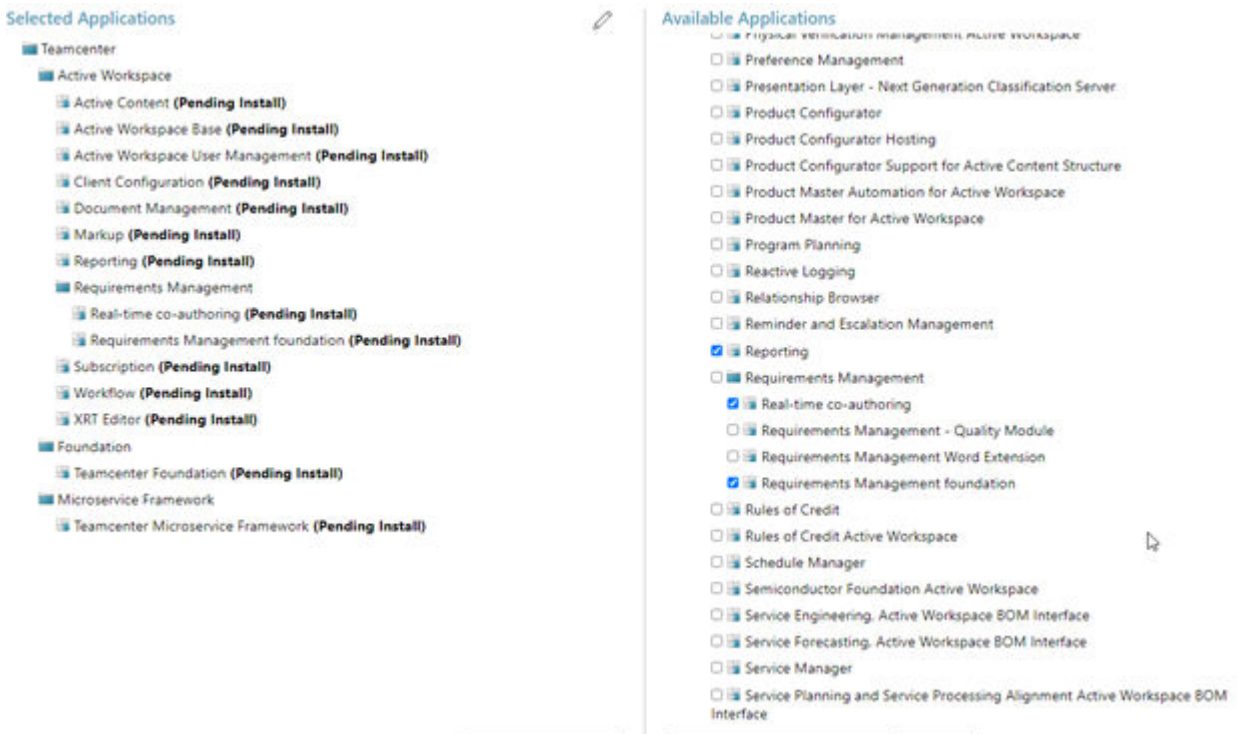 Selected Applications
Teamcenter
Active Workspace
Active Content (Pending Install)
Active Workspace Base (Pending Install)
Active Workspace User Management (Pending Install)
Client Configuration (Pending Install)
Document Management (Pending Install)
Markup (Pending Install)
Reporting (Pending Install)
Requirements Management
Real-time co-authoring (Pending Install)
Requirements Management foundation (Pending Install)
Subscription (Pending Install)
Workflow (Pending Install)
XRT Editor (Pending Install)
Foundation
Teamcenter Foundation (Pending Install)
Microservice Framework
Teamcenter Microservice Framework (Pending Install)
Available Applications
Physical Verification Management Active Workspace
Preference Management
Presentation Layer - Next Generation Classification Server
Product Configurator
Product Configurator Hosting
Product Configurator Support for Active Content Structure
Product Master Automation for Active Workspace
Product Master for Active Workspace
Program Planning
Reactive Logging
Relationship Browser
Reminder and Escalation Management
Reporting
Requirements Management
Real-time co-authoring
Requirements Management - Quality Module
Requirements Management Word Extension
Requirements Management foundation
Rules of Credit
Rules of Credit Active Workspace
Schedule Manager
Semiconductor Foundation Active Workspace
Service Engineering, Active Workspace BOM Interface
Service Forecasting, Active Workspace BOM Interface
Service Manager
Service Planning and Service Processing Alignment Active Workspace BOM
Interface